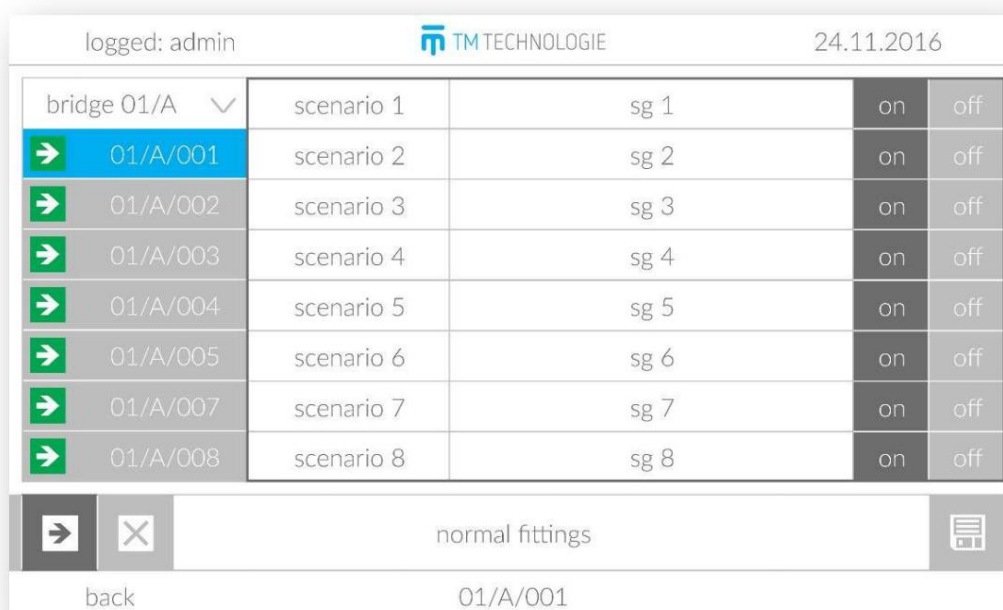 logged: admin TM TECHNOLOGIE 24.11.2016
bridge 01/A scenario 1 sg 1 on off
01/A/001 scenario 2 sg 2 on off
01/A/002 scenario 3 sg 3 on off
01/A/003 scenario 4 sg 4 on off
01/A/004 scenario 5 sg 5 on off
01/A/005 scenario 6 sg 6 on off
01/A/007 scenario 7 sg 7 on off
01/A/008 scenario 8 sg 8 on off
normal fittings
back 01/A/001